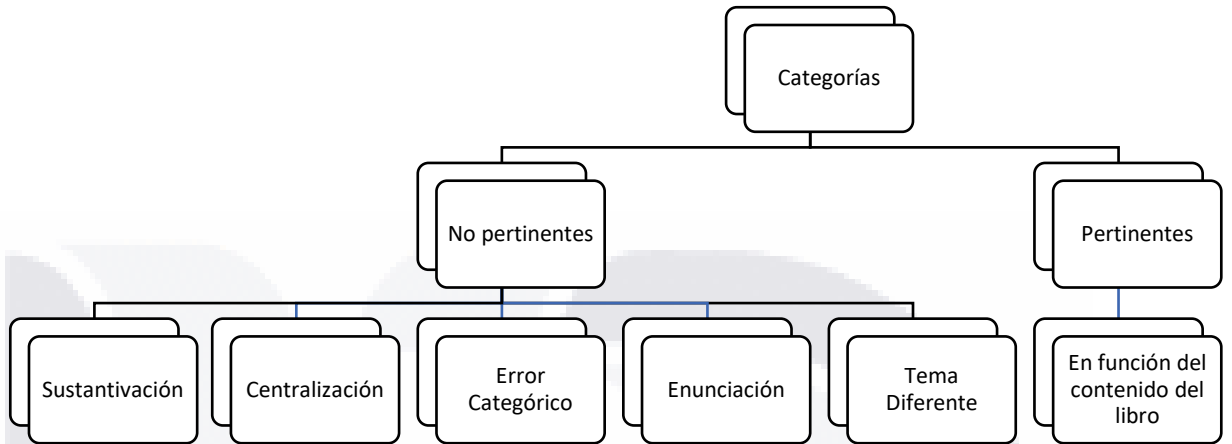 Categorías
No pertinentes
Pertinentes
Sustantivación
Centralización
Error
Categórico
Enunciación
Tema
Diferente
En función del
contenido del
libro